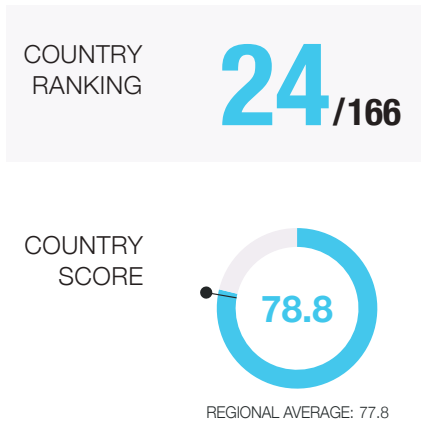 COUNTRY
RANKING
24/166
COUNTRY
SCORE
78.8
REGIONAL AVERAGE: 77.8